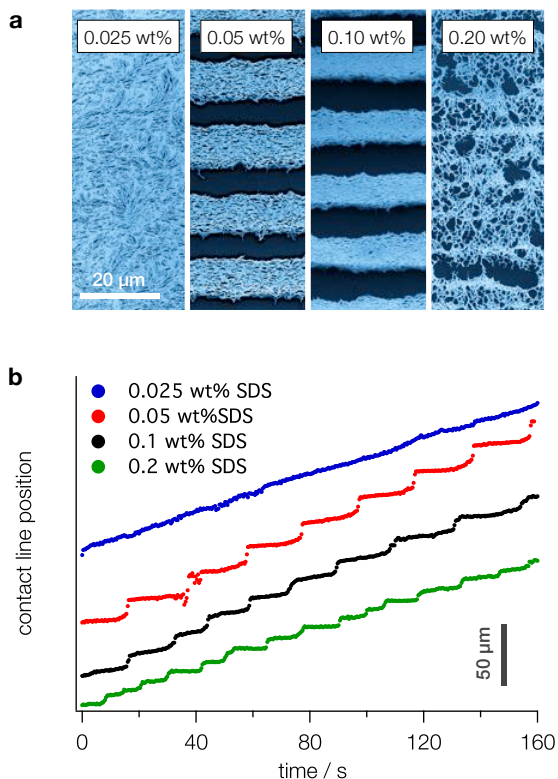 a
0.025 wt% 0.05 wt% 0.10 wt% 0.20 wt%
20 µm
b
0.025 wt% SDS
0.05 wt%SDS
0.1 wt% SDS
0.2 wt% SDS
contact line position
50 µm
0 40 80 120 160
time / s